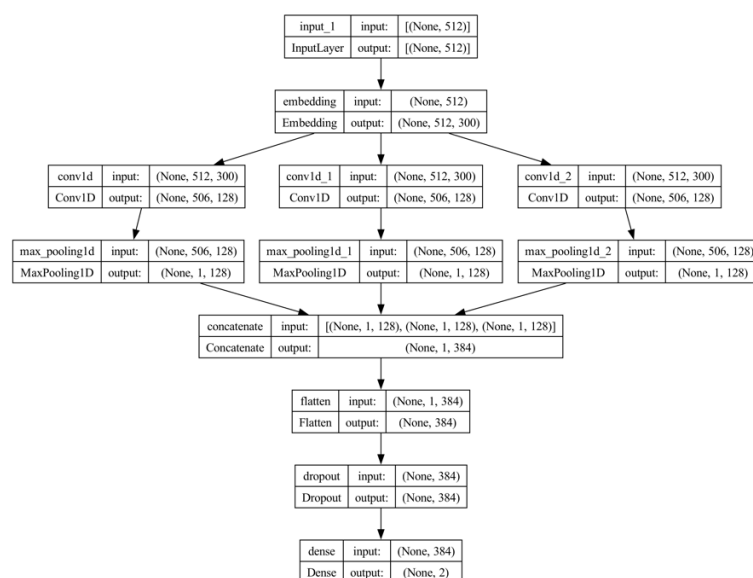 input_1 input: [(None, 512)]
InputLayer output: [(None, 512)]
embedding input: (None, 512)
Embedding output: (None, 512, 300)
conv1d input: (None, 512, 300)
Conv1D output: (None, 506, 128)
conv1d_1 input: (None, 512, 300)
Conv1D output: (None, 506, 128)
conv1d_2 input: (None, 512, 300)
Conv1D output: (None, 506, 128)
max_pooling1d input: (None, 506, 128)
MaxPooling1D output: (None, 1, 128)
max_pooling1d_1 input: (None, 506, 128)
MaxPooling1D output: (None, 1, 128)
max_pooling1d_2 input: (None, 506, 128)
MaxPooling1D output: (None, 1, 128)
concatenate input: [(None, 1, 128), (None, 1, 128), (None, 1, 128)]
Concatenate output: (None, 1, 384)
flatten input: (None, 1, 384)
Flatten output: (None, 384)
dropout input: (None, 384)
Dropout output: (None, 384)
dense input: (None, 384)
Dense output: (None, 2)